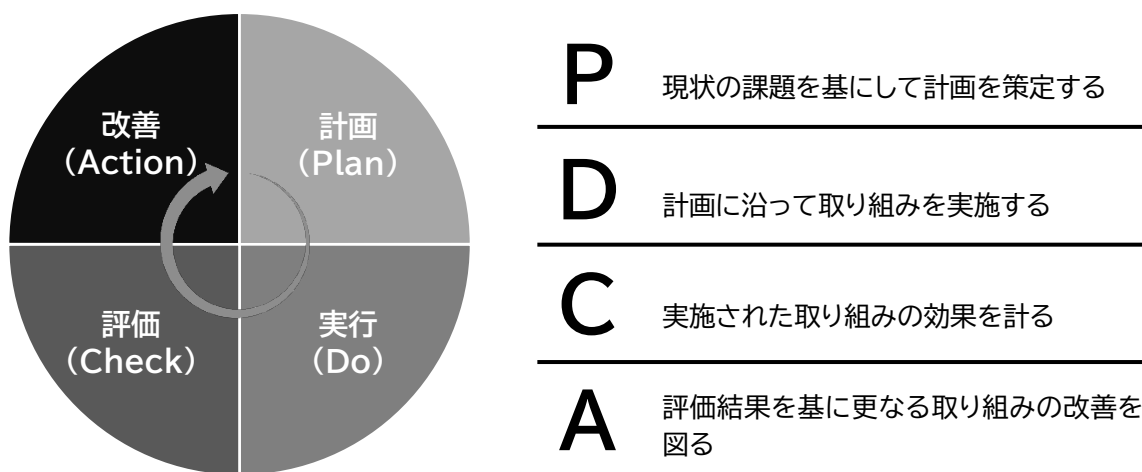 改善
（Action）
計画
（Plan）
評価
（Check）
実行
（Do）
P
現状の課題を基にして計画を策定する
D
計画に沿って取り組みを実施する
C
実施された取り組みの効果を計る
A
評価結果を基に更なる取り組みの改善を
図る